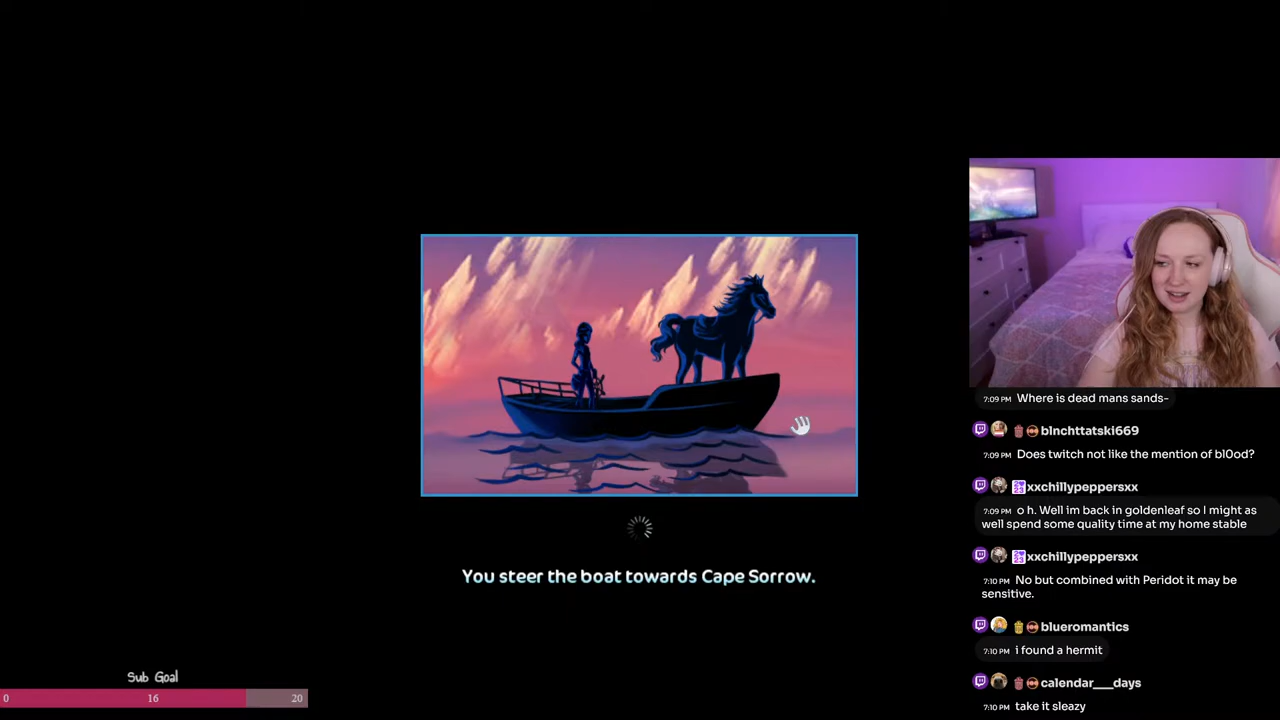 You steer the boat towards Cape Sorrow.
Sub Goal
0 16 20
7:09 PM Where is dead mans sands-
blnchttatski669
7:09 PM Does twitch not like the mention of bl0od?
xxchillypeppersxx
7:09 PM o h. Well im back in goldenleaf so I might as
well spend some quality time at my home stable
xxchillypeppersxx
7:10 PM No but combined with Peridot it may be
sensitive.
blueromantics
7:10 PM i found a hermit
calendar___days
7:10 PM take it sleazy